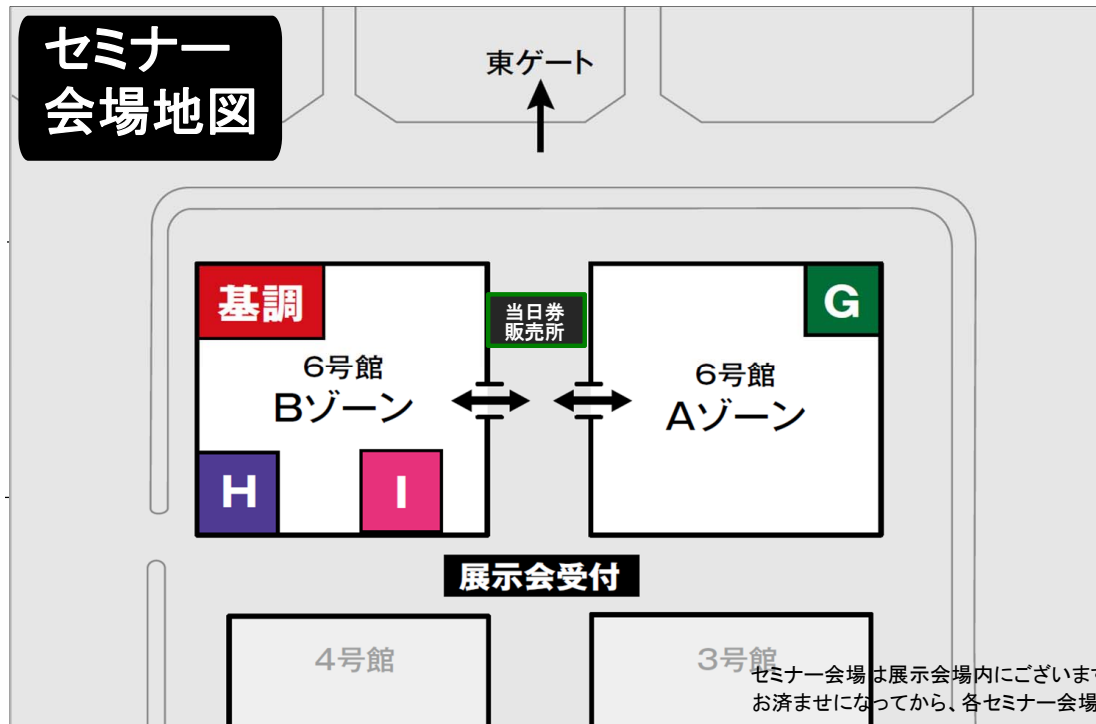 セミナー
会場地図
東ゲート
基調
6号館
Bゾーン
H
I
当日券
販売所
G
6号館
Aゾーン
展示会受付
4号館
3号館
セミナー会場は展示会場内にございます
お済ませになってから、各セミナー会場